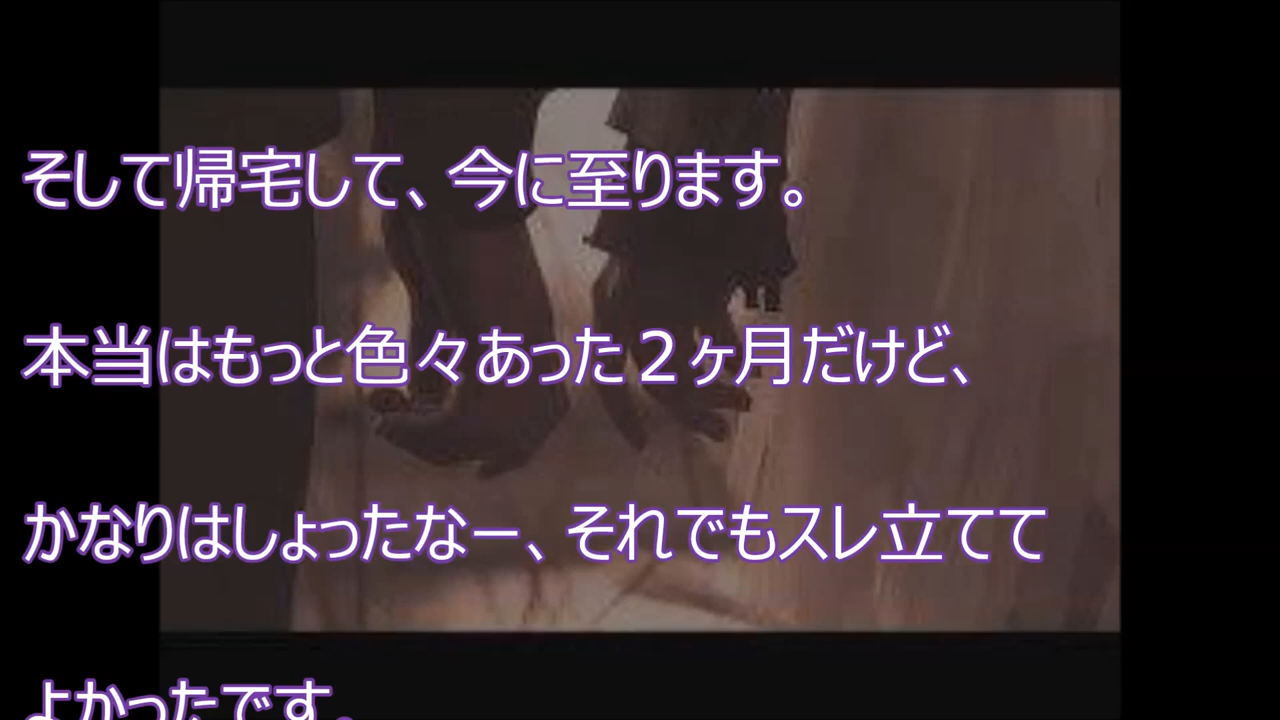 そして帰宅して、今に至ります。
本当はもっと色々あった２ヶ月だけど、
かなりはしょったなー、それでもスレ立てて
よかったです。